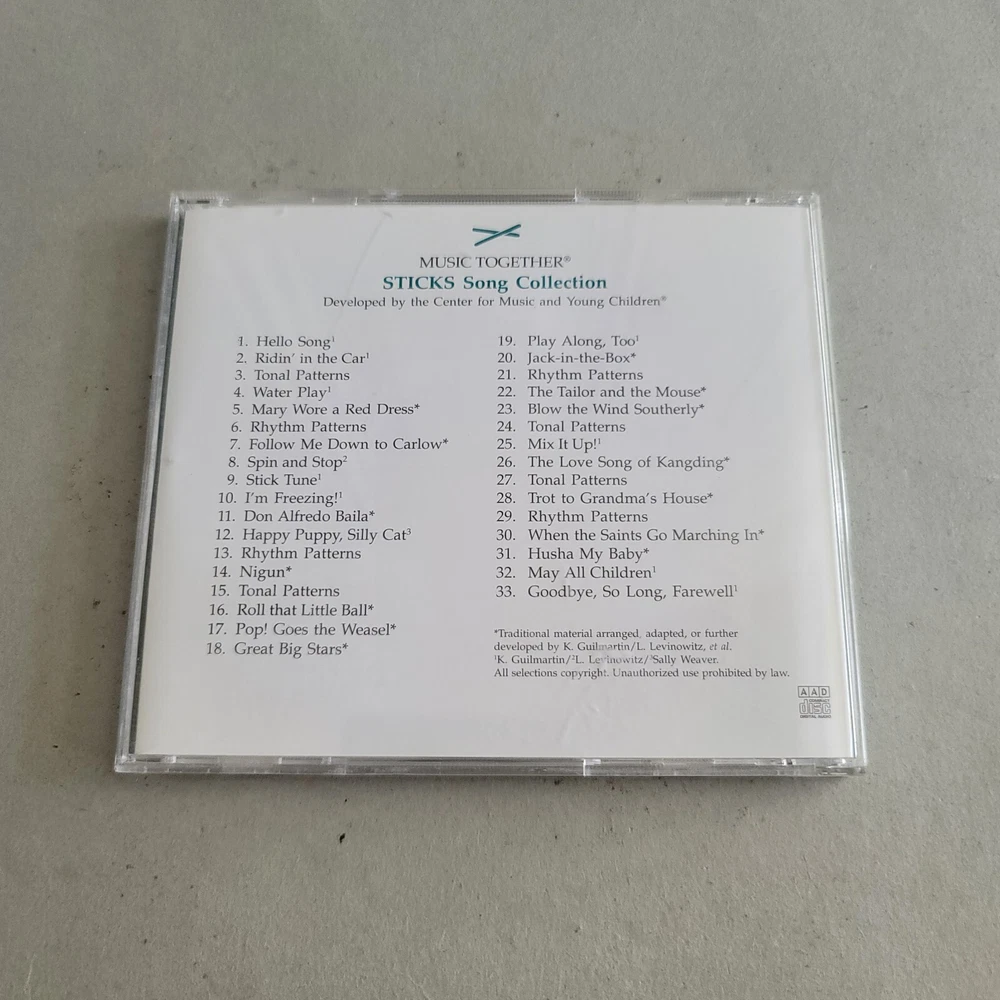 MUSIC TOGETHER®
STICKS Song Collection
Developed by the Center for Music and Young Children®
1. Hello Song¹
2. Ridin' in the Car¹
3. Tonal Patterns
4. Water Play¹
5. Mary Wore a Red Dress*
6. Rhythm Patterns
7. Follow Me Down to Carlow*
8. Spin and Stop²
9. Stick Tune¹
10. I'm Freezing!¹
11. Don Alfredo Baila*
12. Happy Puppy, Silly Cat³
13. Rhythm Patterns
14. Nigun*
15. Tonal Patterns
16. Roll that Little Ball*
17. Pop! Goes the Weasel*
18. Great Big Stars*
19. Play Along, Too¹
20. Jack-in-the-Box*
21. Rhythm Patterns
22. The Tailor and the Mouse*
23. Blow the Wind Southerly*
24. Tonal Patterns
25. Mix It Up!¹
26. The Love Song of Kangding*
27. Tonal Patterns
28. Trot to Grandma's House*
29. Rhythm Patterns
30. When the Saints Go Marching In*
31. Husha My Baby*
32. May All Children¹
33. Goodbye, So Long, Farewell¹
*Traditional material arranged, adapted, or further
developed by K. Guilmartin/L. Levinowitz, et al.
¹K. Guilmartin/²L. Levinowitz/³Sally Weaver.
All selections copyright. Unauthorized use prohibited by law.
AAD
COMPACT
disc
DIGITAL AUDIO